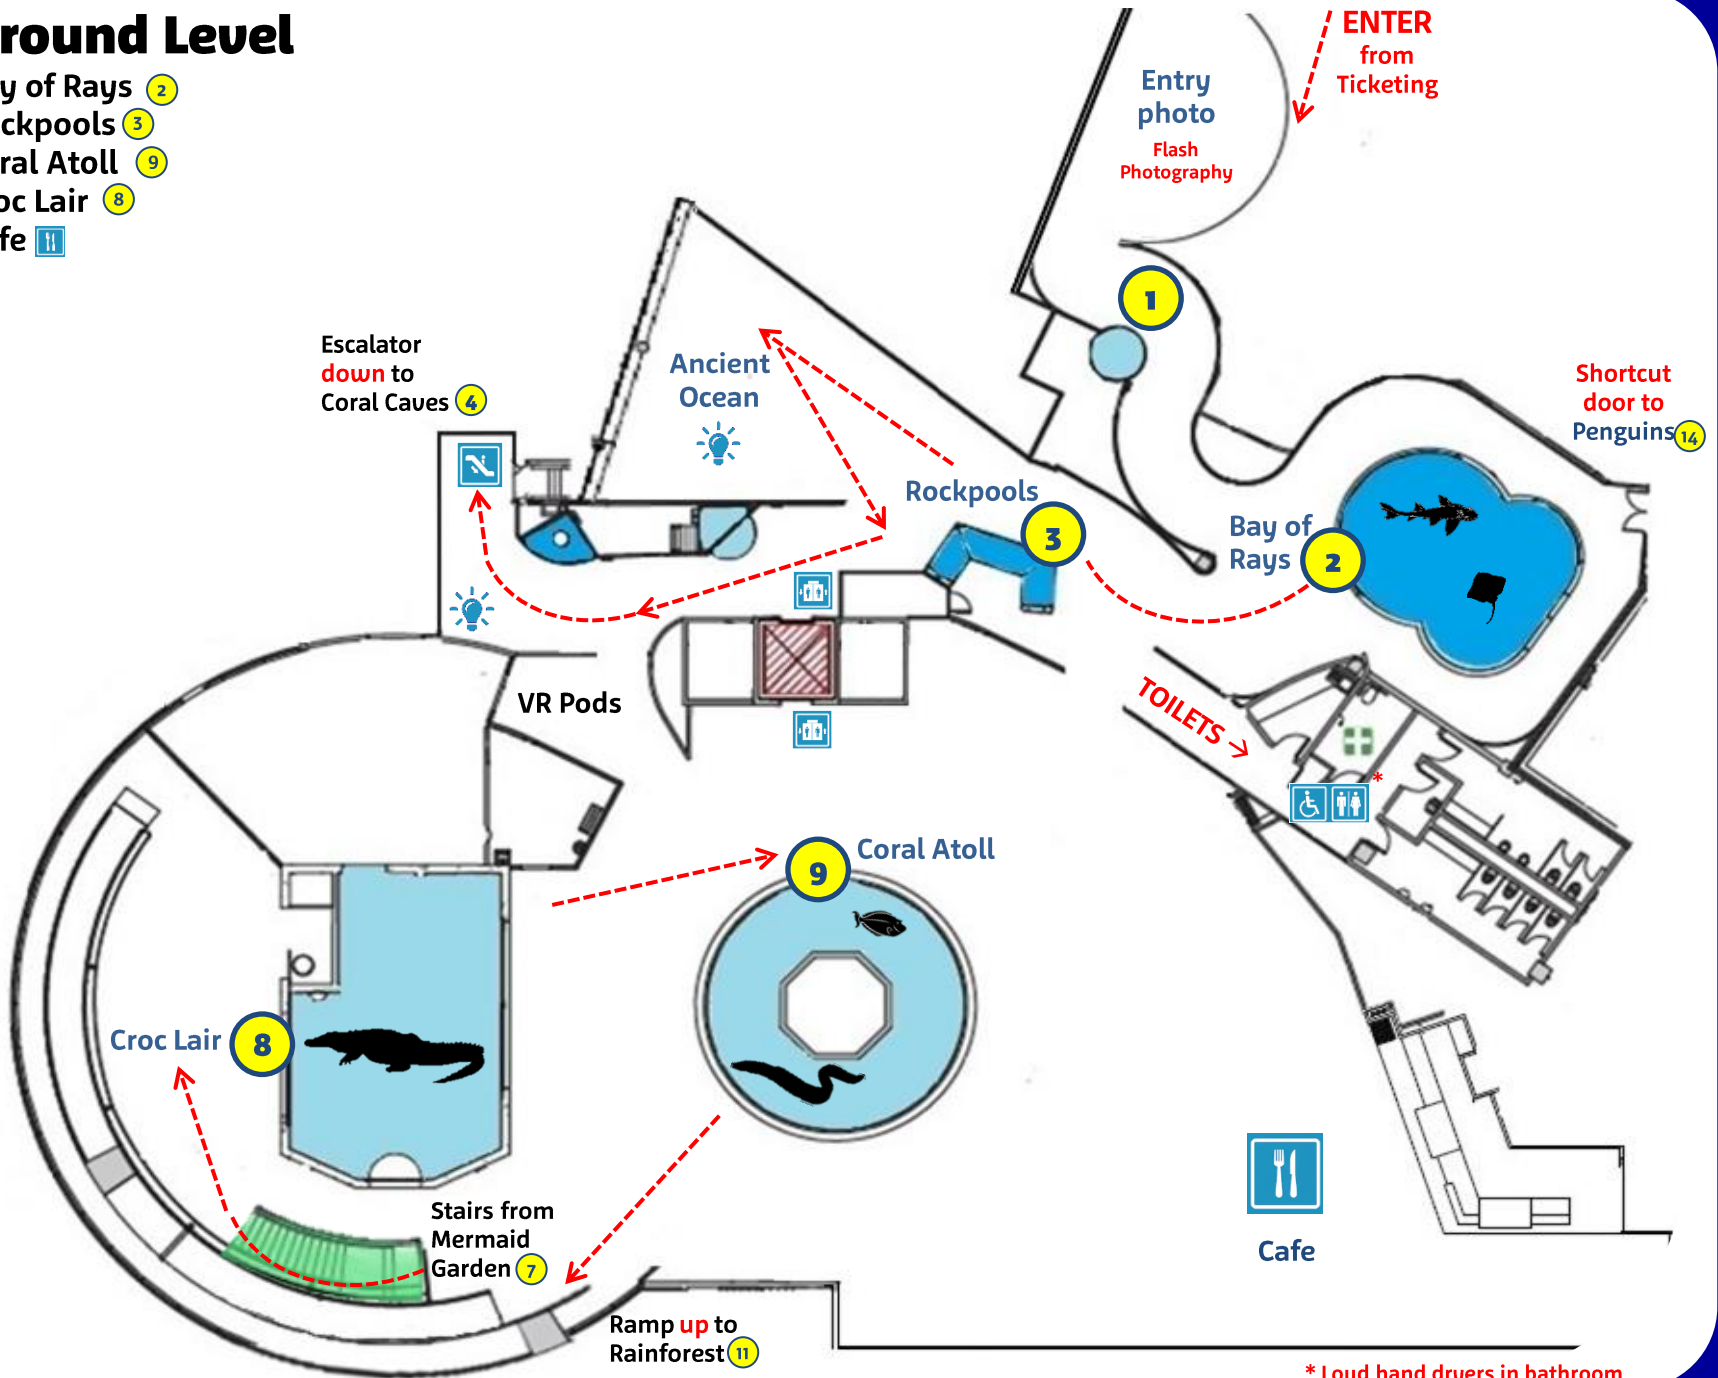 round Level
y of Rays 2
ckpools 3
ral Atoll 9
oc Lair 8
fe
ENTER
from
Ticketing
Entry
photo
Flash
Photography
1
Escalator
down to
Coral Caves 4
Ancient
Ocean
Rockpools
3
Bay of
Rays
2
Shortcut
door to
Penguins 14
VR Pods
TOILETS →
*
9
Coral Atoll
Croc Lair
8
Stairs from
Mermaid
Garden 7
Ramp up to
Rainforest 11
Cafe
* Loud hand dryers in bathroom